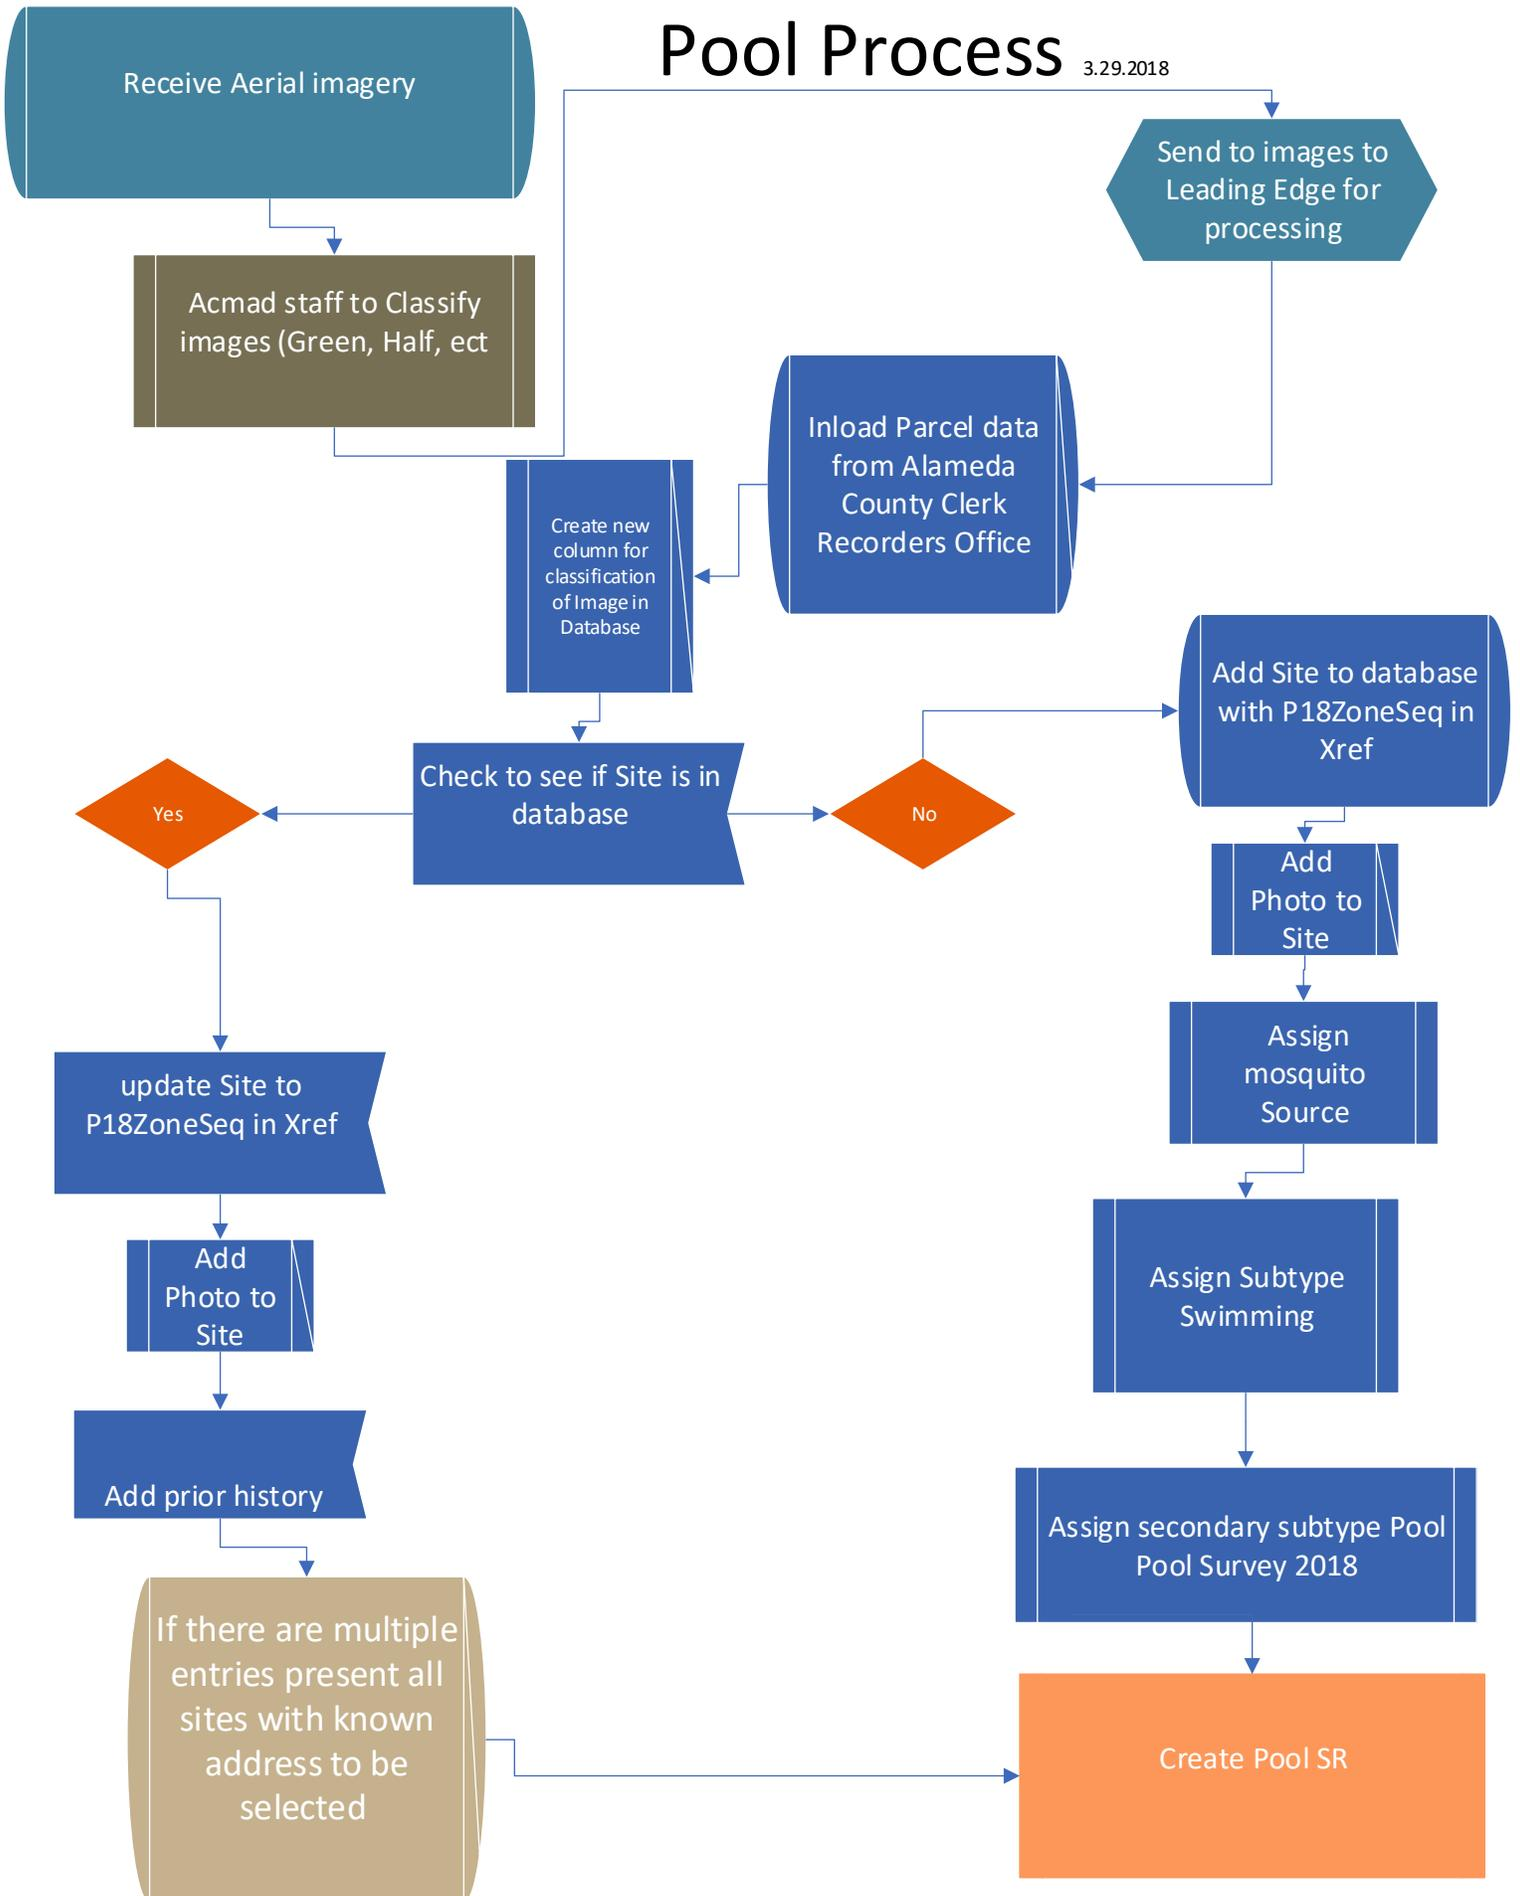 Pool Process 3.29.2018
Receive Aerial imagery
Send to images to
Leading Edge for
processing
Acmad staff to Classify
images (Green, Half, ect
Inload Parcel data
from Alameda
County Clerk
Recorders Office
Create new
column for
classification
of Image in
Database
Check to see if Site is in
database
Yes
No
Add Site to database
with P18ZoneSeq in
Xref
Add
Photo to
Site
Assign
mosquito
Source
Assign Subtype
Swimming
Assign secondary subtype Pool
Pool Survey 2018
update Site to
P18ZoneSeq in Xref
Add
Photo to
Site
Add prior history
If there are multiple
entries present all
sites with known
address to be
selected
Create Pool SR